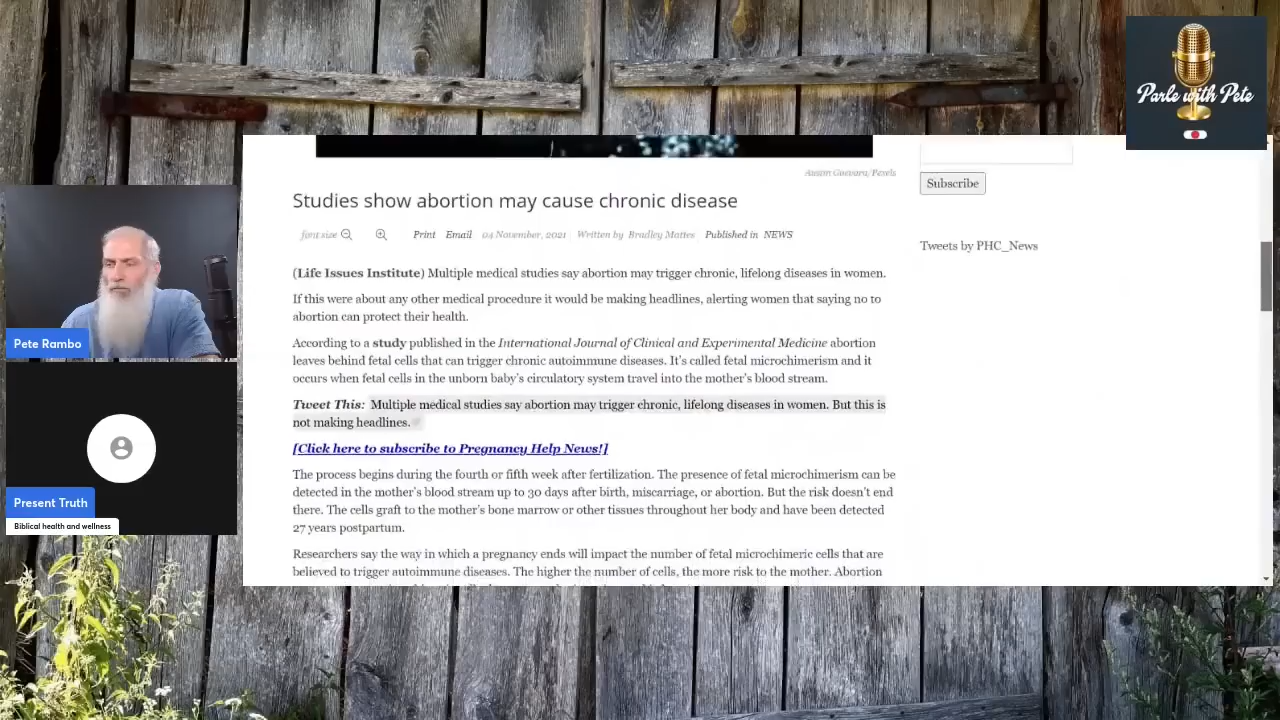 Parle with Pete
Subscribe
Austin Guevara/Pexels
Studies show abortion may cause chronic disease
font size Print Email 04 November, 2021 Written by Bradley Mattes Published in NEWS
Tweets by PHC_News
(Life Issues Institute) Multiple medical studies say abortion may trigger chronic, lifelong diseases in women.
If this were about any other medical procedure it would be making headlines, alerting women that saying no to
abortion can protect their health.
According to a study published in the International Journal of Clinical and Experimental Medicine abortion
leaves behind fetal cells that can trigger chronic autoimmune diseases. It's called fetal microchimerism and it
occurs when fetal cells in the unborn baby's circulatory system travel into the mother's blood stream.
Tweet This: Multiple medical studies say abortion may trigger chronic, lifelong diseases in women. But this is
not making headlines.
[Click here to subscribe to Pregnancy Help News!]
The process begins during the fourth or fifth week after fertilization. The presence of fetal microchimerism can be
detected in the mother's blood stream up to 30 days after birth, miscarriage, or abortion. But the risk doesn't end
there. The cells graft to the mother's bone marrow or other tissues throughout her body and have been detected
27 years postpartum.
Researchers say the way in which a pregnancy ends will impact the number of fetal microchimeric cells that are
believed to trigger autoimmune diseases. The higher the number of cells, the more risk to the mother. Abortion
Pete Rambo
Present Truth
Biblical health and wellness